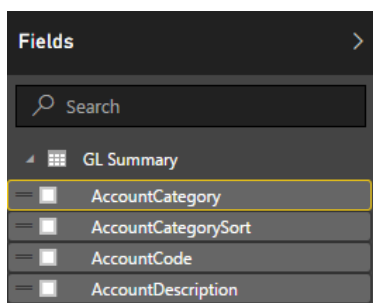 Fields
Search
GL Summary
AccountCategory
AccountCategorySort
AccountCode
AccountDescription